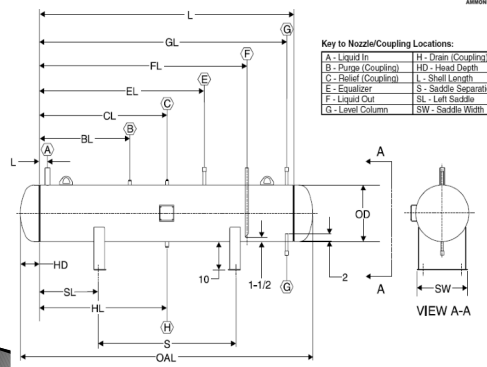 AMMON
L
G
GL
Key to Nozzle/Coupling Locations:
A - Liquid In
H - Drain (Coupling)
B - Purge (Coupling)
HD - Head Depth
C - Relief (Coupling)
L - Shell Length
E - Equalizer
S - Saddle Separati
F - Liquid Out
SL - Left Saddle
G - Level Column
SW - Saddle Width
F
FL
E
EL
C
CL
B
BL
A
L
A
OD
HD
10
1-1/2
2
A
SL
G
SW
HL
H
S
VIEW A-A
OAL